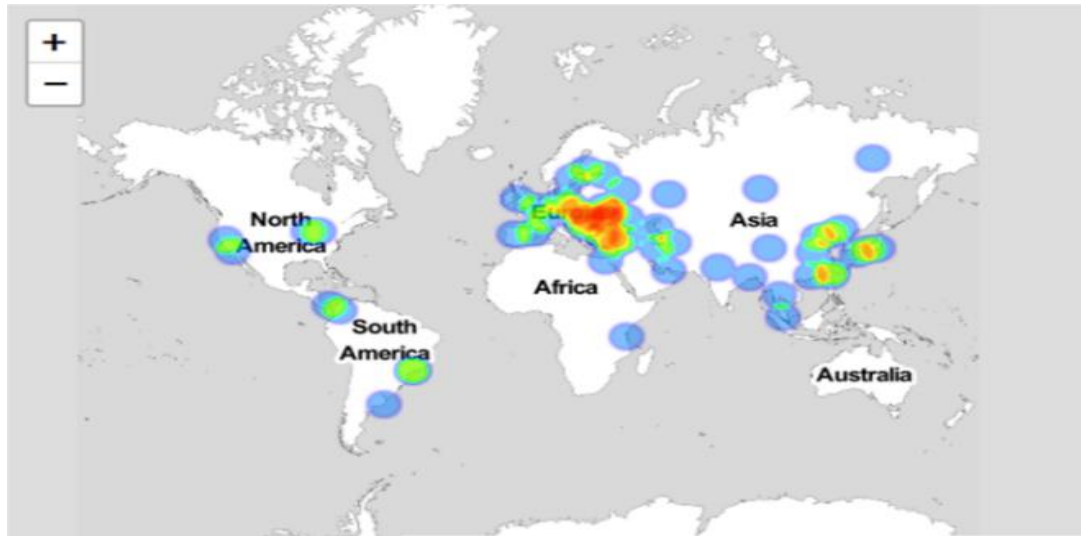 +
−
North
America
Europe
Asia
Africa
South
America
Australia